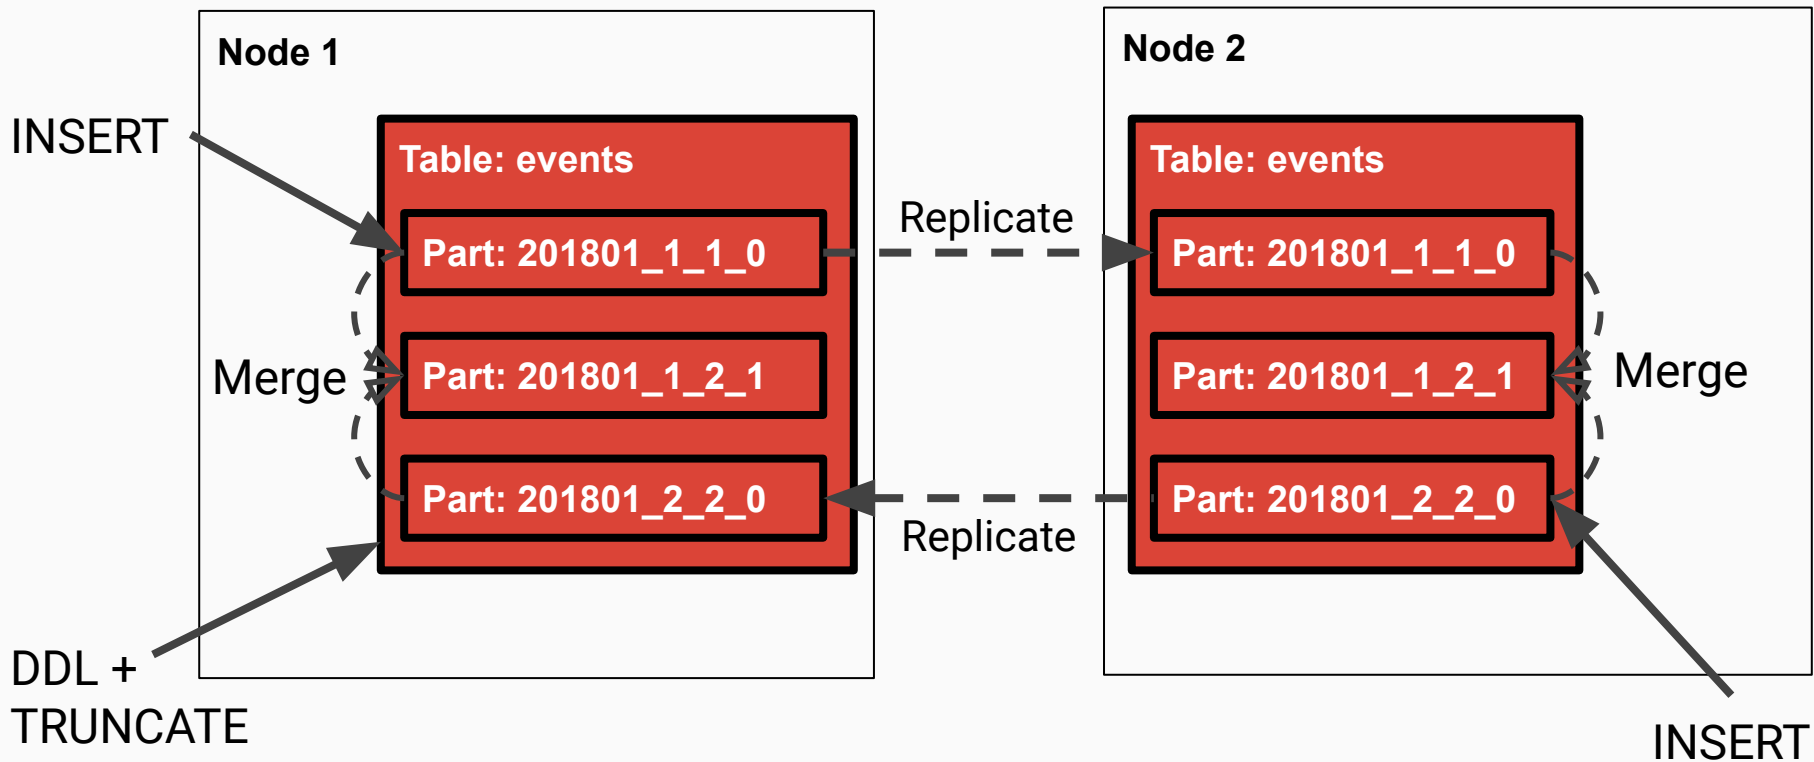 Node 1
INSERT
Table: events
Part: 201801_1_1_0
Merge
Part: 201801_1_2_1
Part: 201801_2_2_0
DDL +
TRUNCATE
Replicate
Replicate
Node 2
Table: events
Part: 201801_1_1_0
Part: 201801_1_2_1
Merge
Part: 201801_2_2_0
INSERT